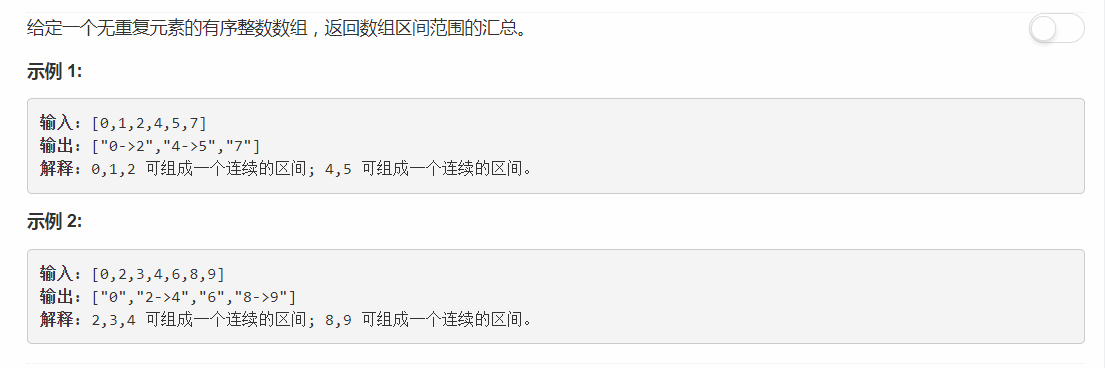 给定一个无重复元素的有序整数数组，返回数组区间范围的汇总。
示例 1:
输入: [0,1,2,4,5,7]
输出: ["0->2","4->5","7"]
解释: 0,1,2 可组成一个连续的区间; 4,5 可组成一个连续的区间。
示例 2:
输入: [0,2,3,4,6,8,9]
输出: ["0","2->4","6","8->9"]
解释: 2,3,4 可组成一个连续的区间; 8,9 可组成一个连续的区间。